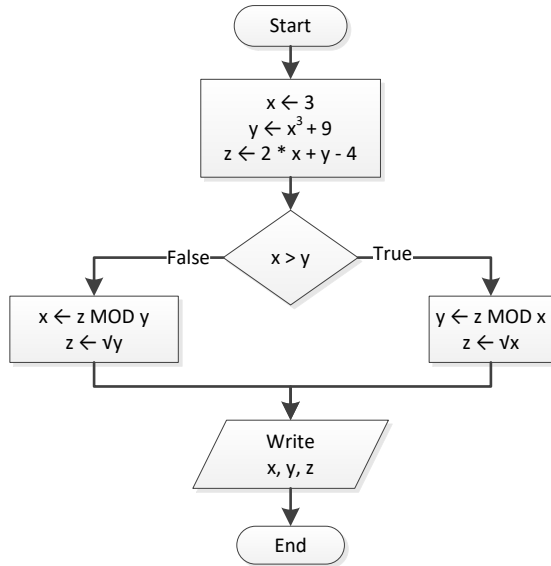 Start
x ← 3
y ← x³ + 9
z ← 2 * x + y - 4
False
x > y
True
x ← z MOD y
z ← √y
y ← z MOD x
z ← √x
Write
x, y, z
End